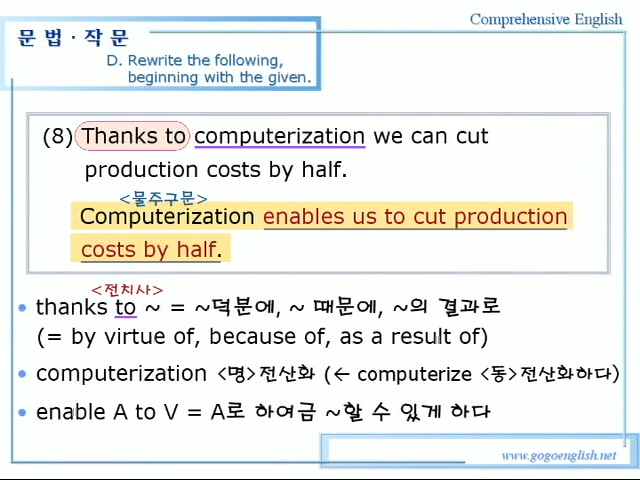 Comprehensive English
문 법 · 작 문
D. Rewrite the following,
beginning with the given.
(8) Thanks to computerization we can cut
production costs by half.
<물주구문>
Computerization enables us to cut production
costs by half.
<전치사>
• thanks to ~ = ~덕분에, ~ 때문에, ~의 결과로
(= by virtue of, because of, as a result of)
• computerization <명>전산화 (← computerize <동>전산화하다)
• enable A to V = A로 하여금 ~할 수 있게 하다
www.gogoenglish.net